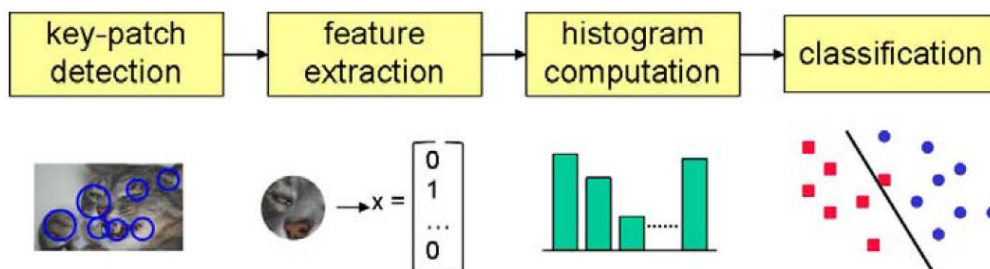 key-patch
detection
feature
extraction
histogram
computation
classification
x =
0
1
...
0
......